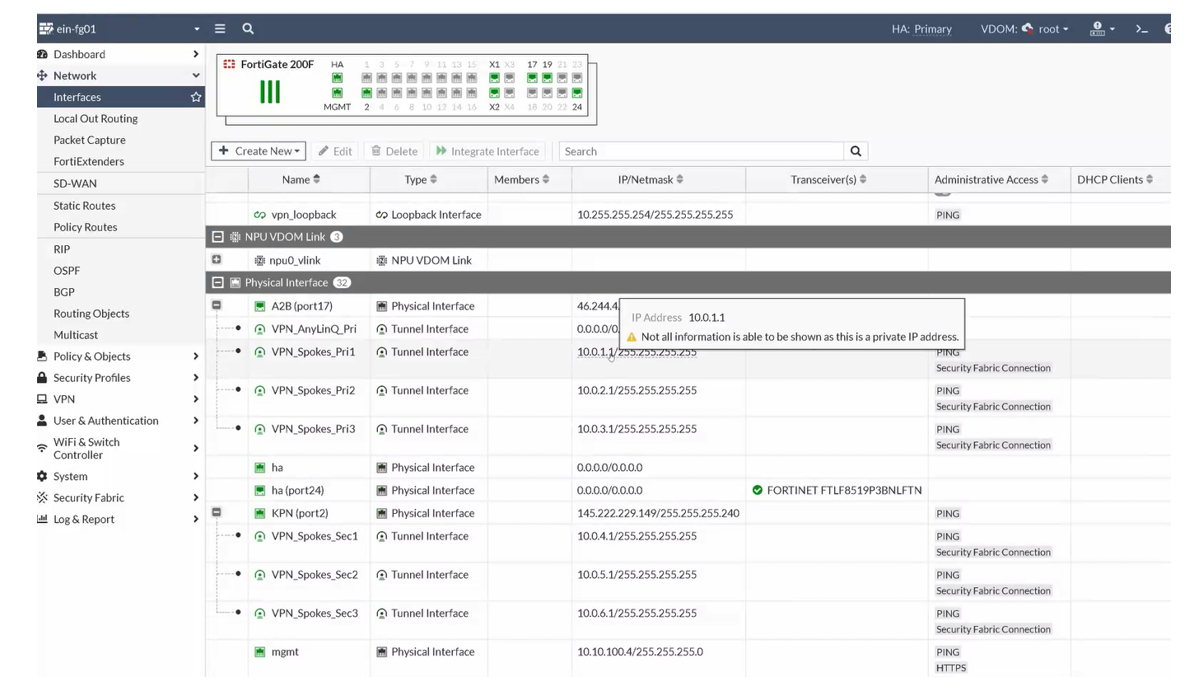 ein-fg01 HA: Primary VDOM: root
Dashboard
Network
Interfaces
Local Out Routing
Packet Capture
FortiExtenders
SD-WAN
Static Routes
Policy Routes
RIP
OSPF
BGP
Routing Objects
Multicast
Policy & Objects
Security Profiles
VPN
User & Authentication
WiFi & Switch
Controller
System
Security Fabric
Log & Report
FortiGate 200F HA 1 3 5 7 9 11 13 15 X1 X3 17 19 21 23
MGMT 2 4 6 8 10 12 14 16 X2 X4 18 20 22 24
Create New Edit Delete Integrate Interface Search
Name Type Members IP/Netmask Transceiver(s) Administrative Access DHCP Clients
vpn_loopback Loopback Interface 10.255.255.254/255.255.255.255 PING
NPU VDOM Link 3
npu0_vlink NPU VDOM Link
Physical Interface 32
A2B (port17) Physical Interface 46.244.4
IP Address 10.0.1.1
VPN_AnyLinQ_Pri Tunnel Interface 0.0.0.0/0.
Not all information is able to be shown as this is a private IP address.
VPN_Spokes_Pri1 Tunnel Interface 10.0.1.1/255.255.255.255 PING
Security Fabric Connection
VPN_Spokes_Pri2 Tunnel Interface 10.0.2.1/255.255.255.255 PING
Security Fabric Connection
VPN_Spokes_Pri3 Tunnel Interface 10.0.3.1/255.255.255.255 PING
Security Fabric Connection
ha Physical Interface 0.0.0.0/0.0.0.0
ha (port24) Physical Interface 0.0.0.0/0.0.0.0 FORTINET FTLF8519P3BNLFTN
KPN (port2) Physical Interface 145.222.229.149/255.255.255.240 PING
VPN_Spokes_Sec1 Tunnel Interface 10.0.4.1/255.255.255.255 PING
Security Fabric Connection
VPN_Spokes_Sec2 Tunnel Interface 10.0.5.1/255.255.255.255 PING
Security Fabric Connection
VPN_Spokes_Sec3 Tunnel Interface 10.0.6.1/255.255.255.255 PING
Security Fabric Connection
mgmt Physical Interface 10.10.100.4/255.255.255.0 PING
HTTPS